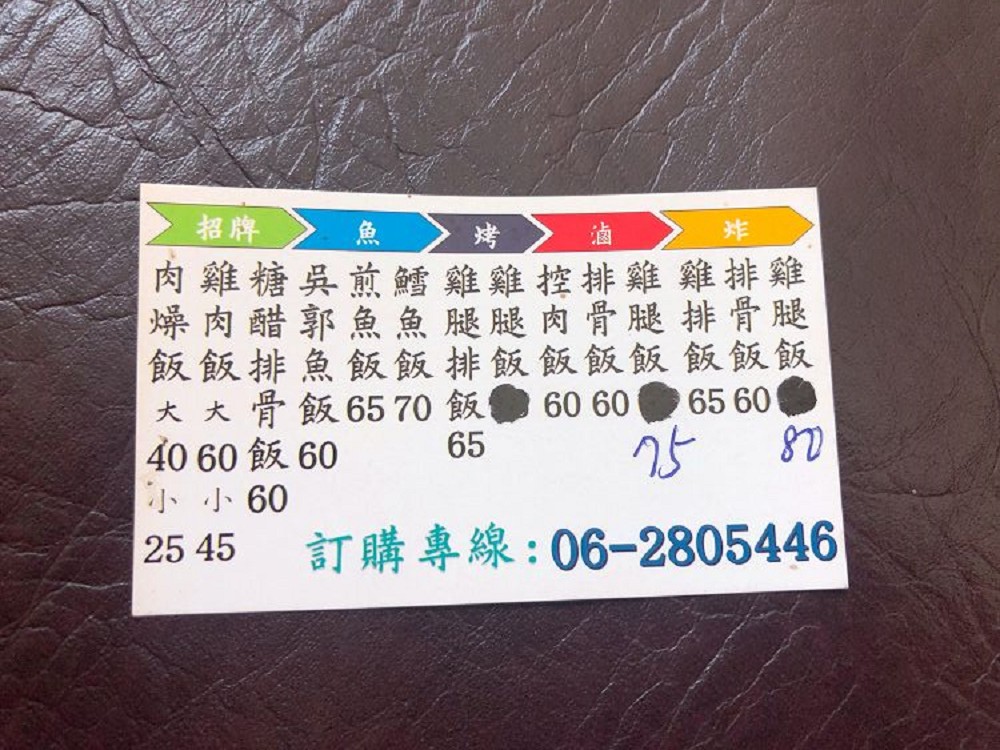 招牌
魚
烤
滷
炸
肉燥飯大40小25
雞肉飯大60小45
糖醋排骨飯60
吳郭魚飯60
煎魚飯65
鱈魚飯70
雞腿排飯65
雞腿飯
控肉飯60
排骨飯60
雞腿飯75
雞排飯65
排骨飯60
雞腿飯80
訂購專線:06-2805446